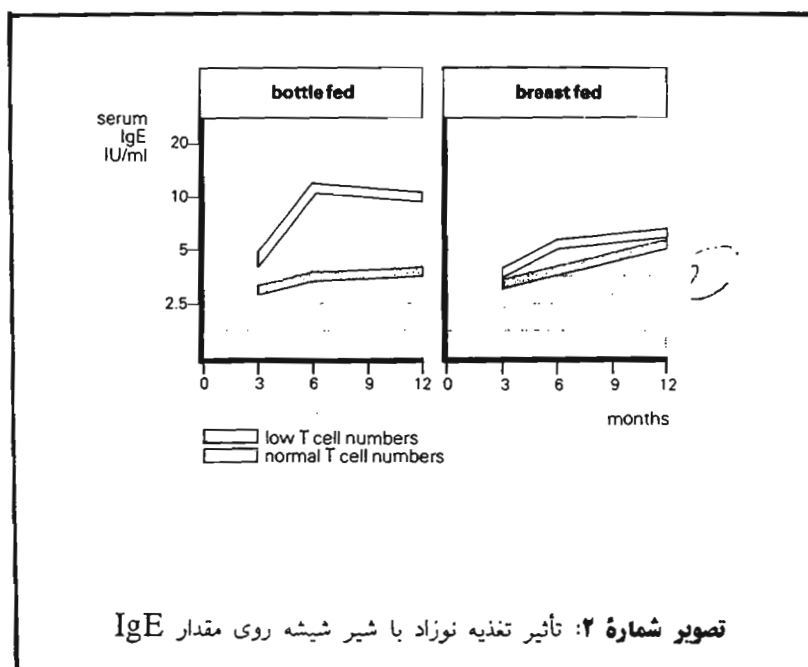 bottle fed
breast fed
serum
IgE
IU/ml
20
10
5
2.5
0 3 6 9 12
0 3 6 9 12
months
low T cell numbers
normal T cell numbers
تصویر شمارهٔ ۲: تأثیر تغذیه نوزاد با شیر شیشه روی مقدار IgE